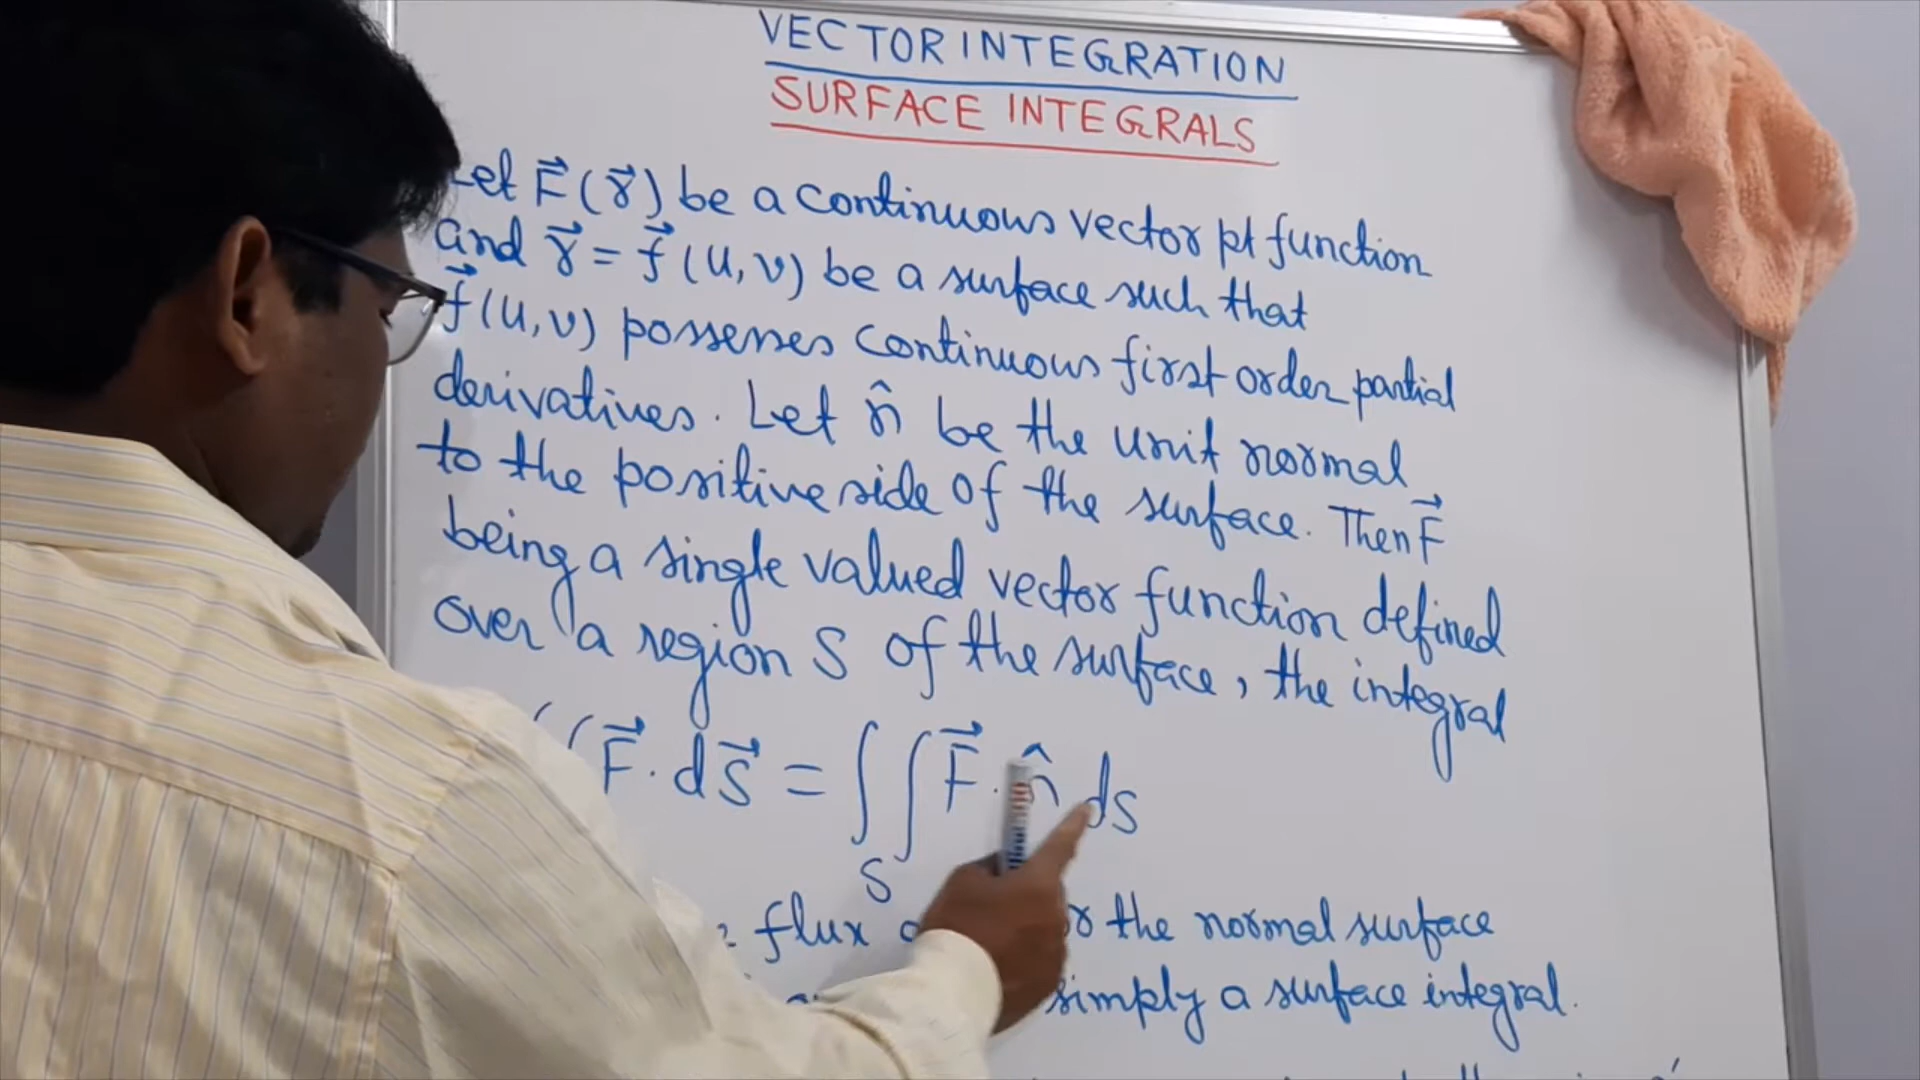 VECTOR INTEGRATION
SURFACE INTEGRALS
Let F⃗(r⃗) be a continuous vector pt function
and r⃗ = f⃗(u,v) be a surface such that
f⃗(u,v) possesses continuous first order partial
derivatives. Let n̂ be the unit normal
to the positive side of the surface. Then F⃗
being a single valued vector function defined
over a region S of the surface, the integral
∫∫ F⃗. ds⃗ = ∫∫_S F⃗. n̂ ds
flux the normal surface
simply a surface integral.